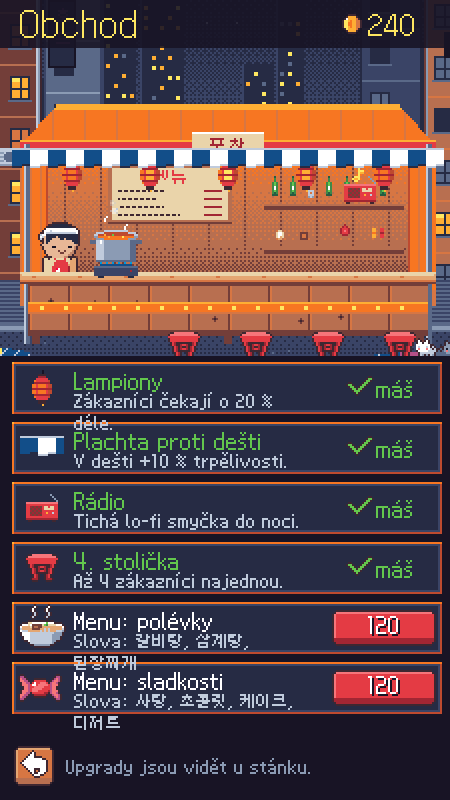 Obchod
240
포차
메뉴
Lampiony
Zákazníci čekají o 20 %
déle.
máš
Plachta proti dešti
V dešti +10 % trpělivosti.
máš
Rádio
Tichá lo-fi smyčka do noci.
máš
4. stolička
Až 4 zákazníci najednou.
máš
Menu: polévky
Slova: 갈비탕, 삼계탕,
된장찌개
120
Menu: sladkosti
Slova: 사탕, 초콜릿, 케이크,
디저트
120
Upgrady jsou vidět u stánku.